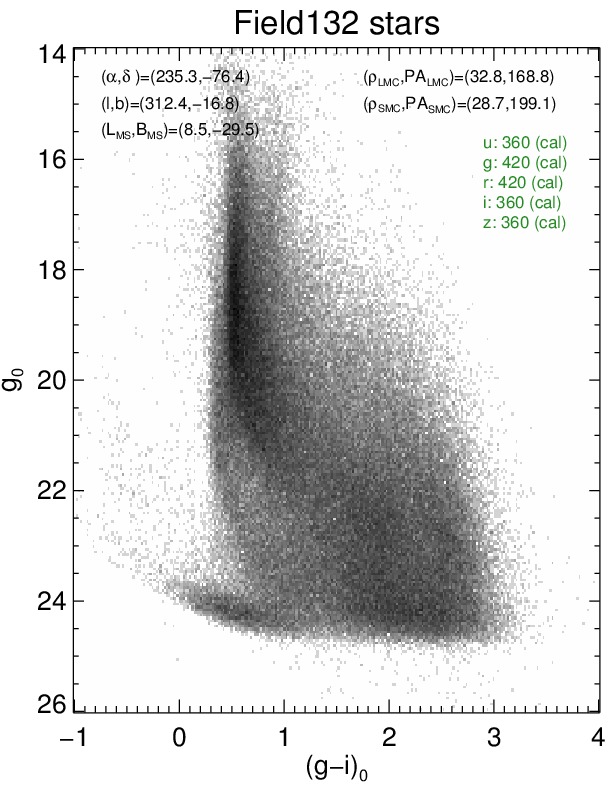 Field132 stars
(α,δ)=(235.3,−76.4)
(ρLMC,PALMC)=(32.8,168.8)
(l,b)=(312.4,−16.8)
(ρSMC,PASMC)=(28.7,199.1)
(LMS,BMS)=(8.5,−29.5)
u: 360 (cal)
g: 420 (cal)
r: 420 (cal)
i: 360 (cal)
z: 360 (cal)
14
16
18
20
22
24
26
g0
−1 0 1 2 3 4
(g−i)0